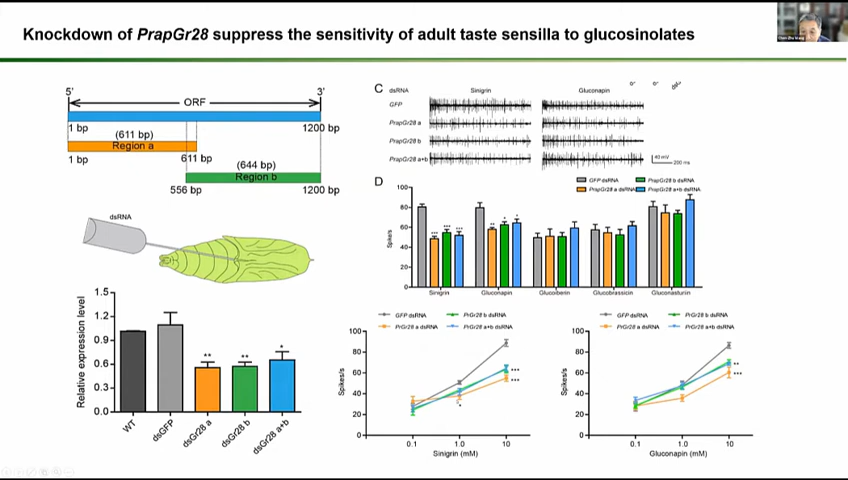 Knockdown of PrapGr28 suppress the sensitivity of adult taste sensilla to glucosinolates
5' 3'
ORF
1 bp 1200 bp
(611 bp)
Region a
1 bp 611 bp
(644 bp)
Region b
556 bp 1200 bp
dsRNA
Relative expression level
1.5
1.2
0.9
0.6
0.3
0.0
** ** *
WT dsGFP dsGr28 a dsGr28 b dsGr28 a+b
C dsRNA Sinigrin Gluconapin
GFP
PrapGr28 a
PrapGr28 b
PrapGr28 a+b
40 mV
200 ms
D
GFP dsRNA PrapGr28 b dsRNA
PrapGr28 a dsRNA PrapGr28 a+b dsRNA
Spikes/s
100
80
60
40
20
0
*** *** *** ** * *
Sinigrin Gluconapin Glucobrassicin Gluconasturtiin
GFP dsRNA PrGr28 b dsRNA
PrGr28 a dsRNA PrGr28 a+b dsRNA
Spikes/s
100
80
60
40
20
0
***
***
*
0.1 1.0 10
Sinigrin (mM)
GFP dsRNA PrGr28 b dsRNA
PrGr28 a dsRNA PrGr28 a+b dsRNA
Spikes/s
100
80
60
40
20
0
**
***
0.1 1.0 10
Gluconapin (mM)